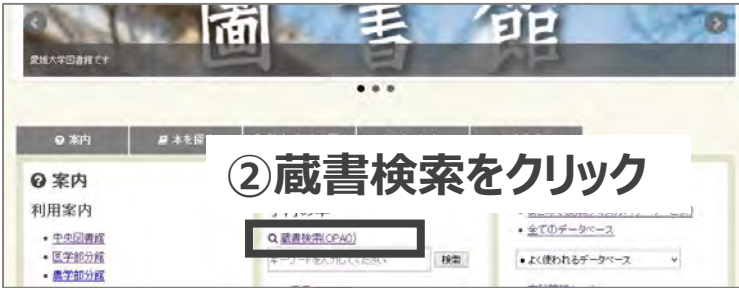 圖書館
愛媛大学図書館です
案内
本を探
②蔵書検索をクリック
案内
利用案内
中央図書館
医学部分館
農学部分館
蔵書検索(OPAC)
キーワードを入力してください
検索
全てのデータベース
よく使われるデータベース